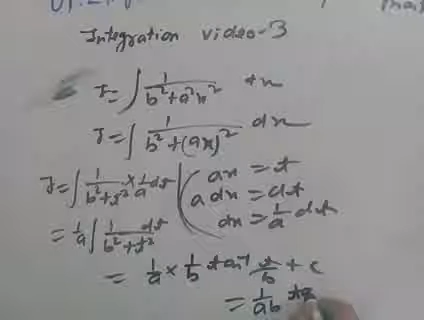 Integration video-3
I = ∫ 1/(b²+a²x²) dx
I = ∫ 1/(b²+(ax)²) dx
I = ∫ 1/(b²+t²) × 1/a dt
ax = t
a dx = dt
dx = 1/a dt
= 1/a ∫ dt/(b²+t²)
= 1/a × 1/b tan⁻¹ t/b + c
= 1/ab